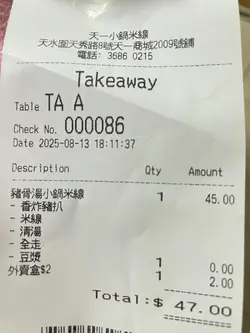 天一小鍋米線
天水圍天秀路8號天一商城2009號舖
電話: 3686 0215
Takeaway
Table TA A
Check No. 000086
Date 2025-08-13 18:11:37
Description Qty Amount
豬骨湯小鍋米線 1 45.00
- 香炸豬扒
- 米線
- 清湯
- 全走
- 豆漿 1 0.00
外賣盒$2 1 2.00
Total:$ 47.00